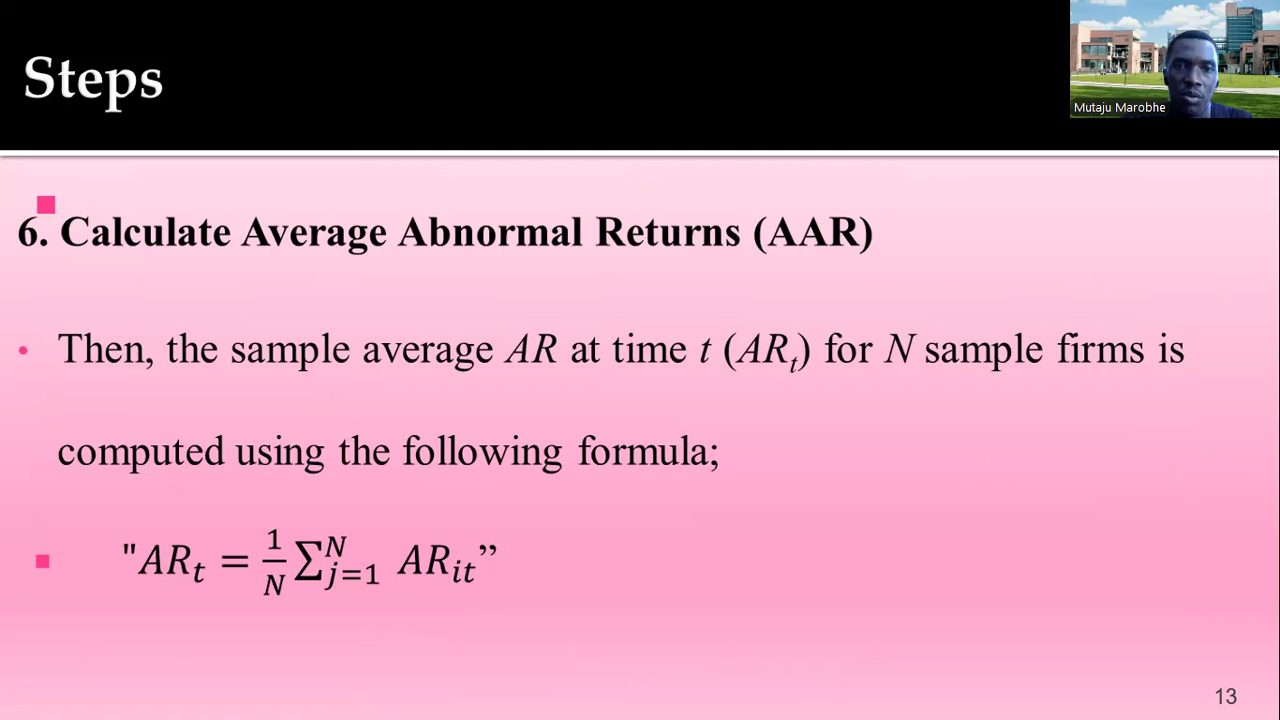 Steps
Mutaju Marobhe
6. Calculate Average Abnormal Returns (AAR)
Then, the sample average AR at time t (ARₜ) for N sample firms is
computed using the following formula;
"ARₜ = 1/N ∑ᴺⱼ₌₁ ARᵢₜ”
13